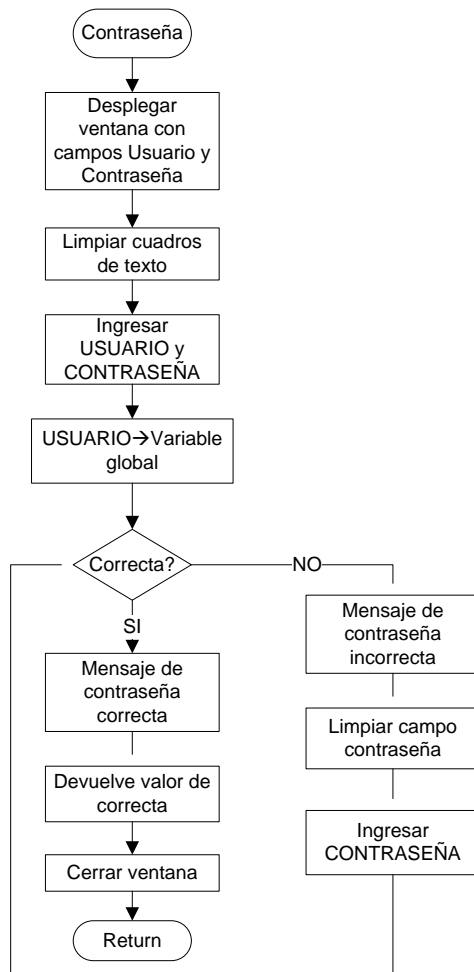 Contraseña
Desplegar
ventana con
campos Usuario y
Contraseña
Limpiar cuadros
de texto
Ingresar
USUARIO y
CONTRASEÑA
USUARIO→Variable
global
Correcta?
NO
SI
Mensaje de
contraseña
correcta
Devuelve valor de
correcta
Cerrar ventana
Return
Mensaje de
contraseña
incorrecta
Limpiar campo
contraseña
Ingresar
CONTRASEÑA